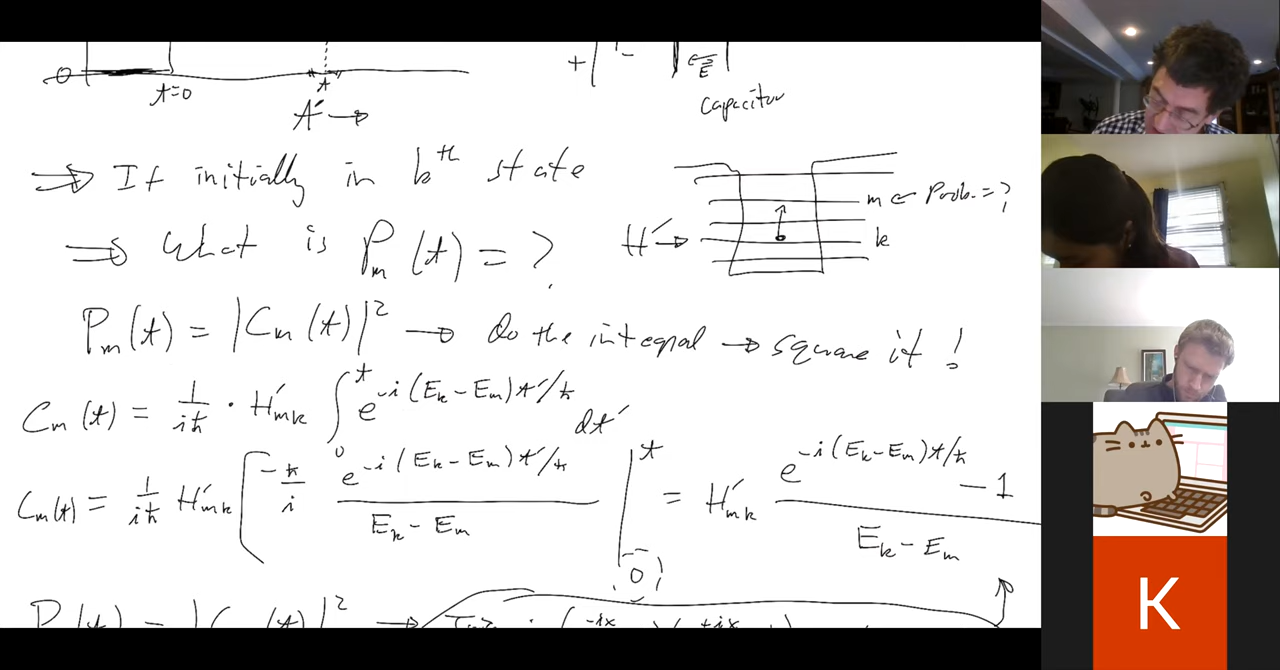 0
t=0
t
A' →
+ | -
E
Capacitor
⇒ If initially in kth state
⇒ What is Pm(t) = ?
H' →
m ← Prob. = ?
k
Pm(t) = |Cm(t)|² → do the integral → square it!
Cm(t) = 1/iħ · H'mk ∫₀ᵗ e^(-i(Ek-Em)t'/ħ) dt'
Cm(t) = 1/iħ H'mk [ -ħ/i e^(-i(Ek-Em)t'/ħ) / (Ek - Em) |₀ᵗ = H'mk (e^(-i(Ek-Em)t/ħ) - 1) / (Ek - Em)
K